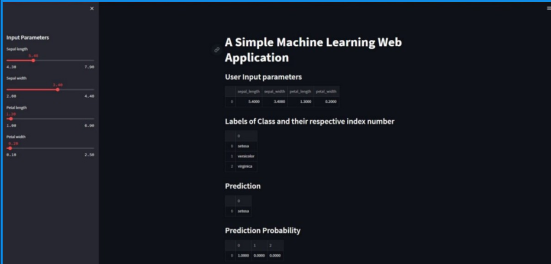 Input Parameters
Sepal length
5.40
4.30 7.90
Sepal width
3.40
2.00 4.40
Petal length
1.30
1.00 6.90
Petal width
0.20
0.10 2.50
A Simple Machine Learning Web
Application
User Input parameters
sepal_length sepal_width petal_length petal_width
0 5.4000 3.4000 1.3000 0.2000
Labels of Class and their respective index number
0
0 setosa
1 versicolor
2 virginica
Prediction
0
0 setosa
Prediction Probability
0 1 2
0 1.0000 0.0000 0.0000